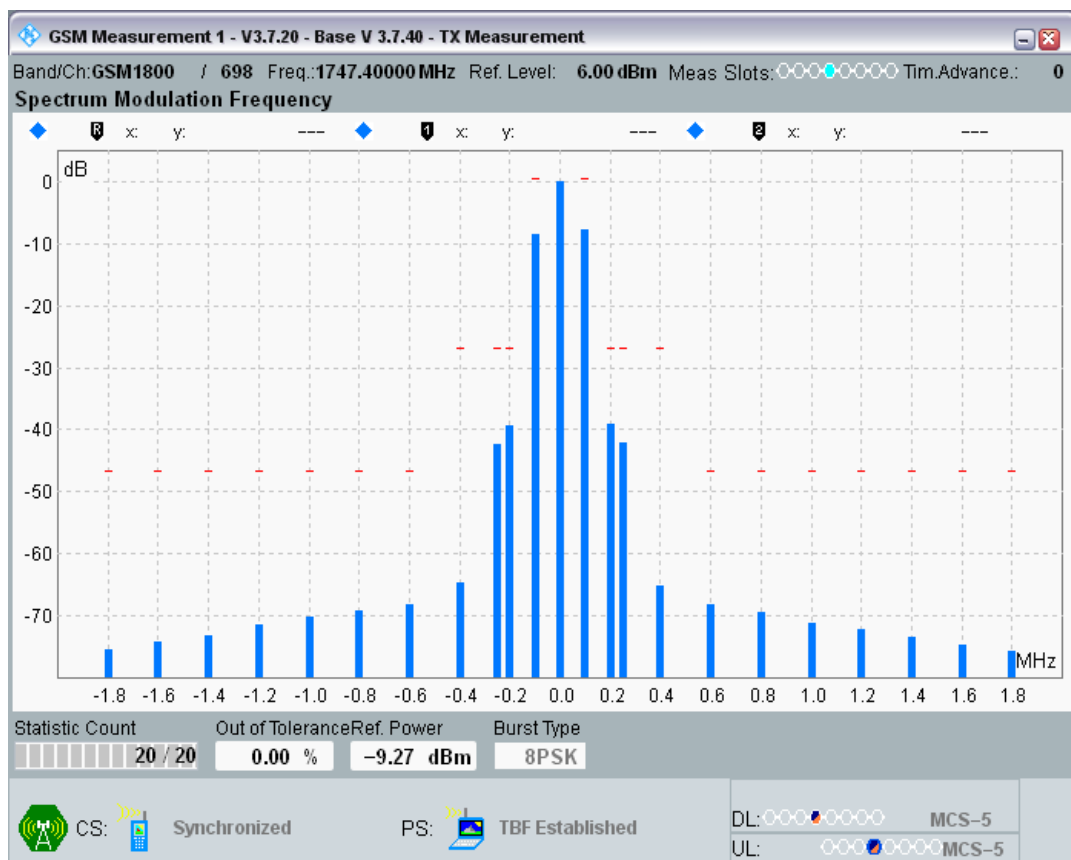 GSM Measurement 1 - V3.7.20 - Base V 3.7.40 - TX Measurement
Band/Ch:GSM1800 / 698 Freq.:1747.40000 MHz Ref. Level: 6.00 dBm Meas Slots: Tim.Advance.: 0
Spectrum Modulation Frequency
R x: y: --- 1 x: y: --- 2 x: y: ---
dB
0
-10
-20
-30
-40
-50
-60
-70
MHz
-1.8 -1.6 -1.4 -1.2 -1.0 -0.8 -0.6 -0.4 -0.2 0.0 0.2 0.4 0.6 0.8 1.0 1.2 1.4 1.6 1.8
Statistic Count Out of Tolerance Ref. Power Burst Type
20 / 20 0.00 % -9.27 dBm 8PSK
CS: Synchronized PS: TBF Established DL: MCS-5
UL: MCS-5